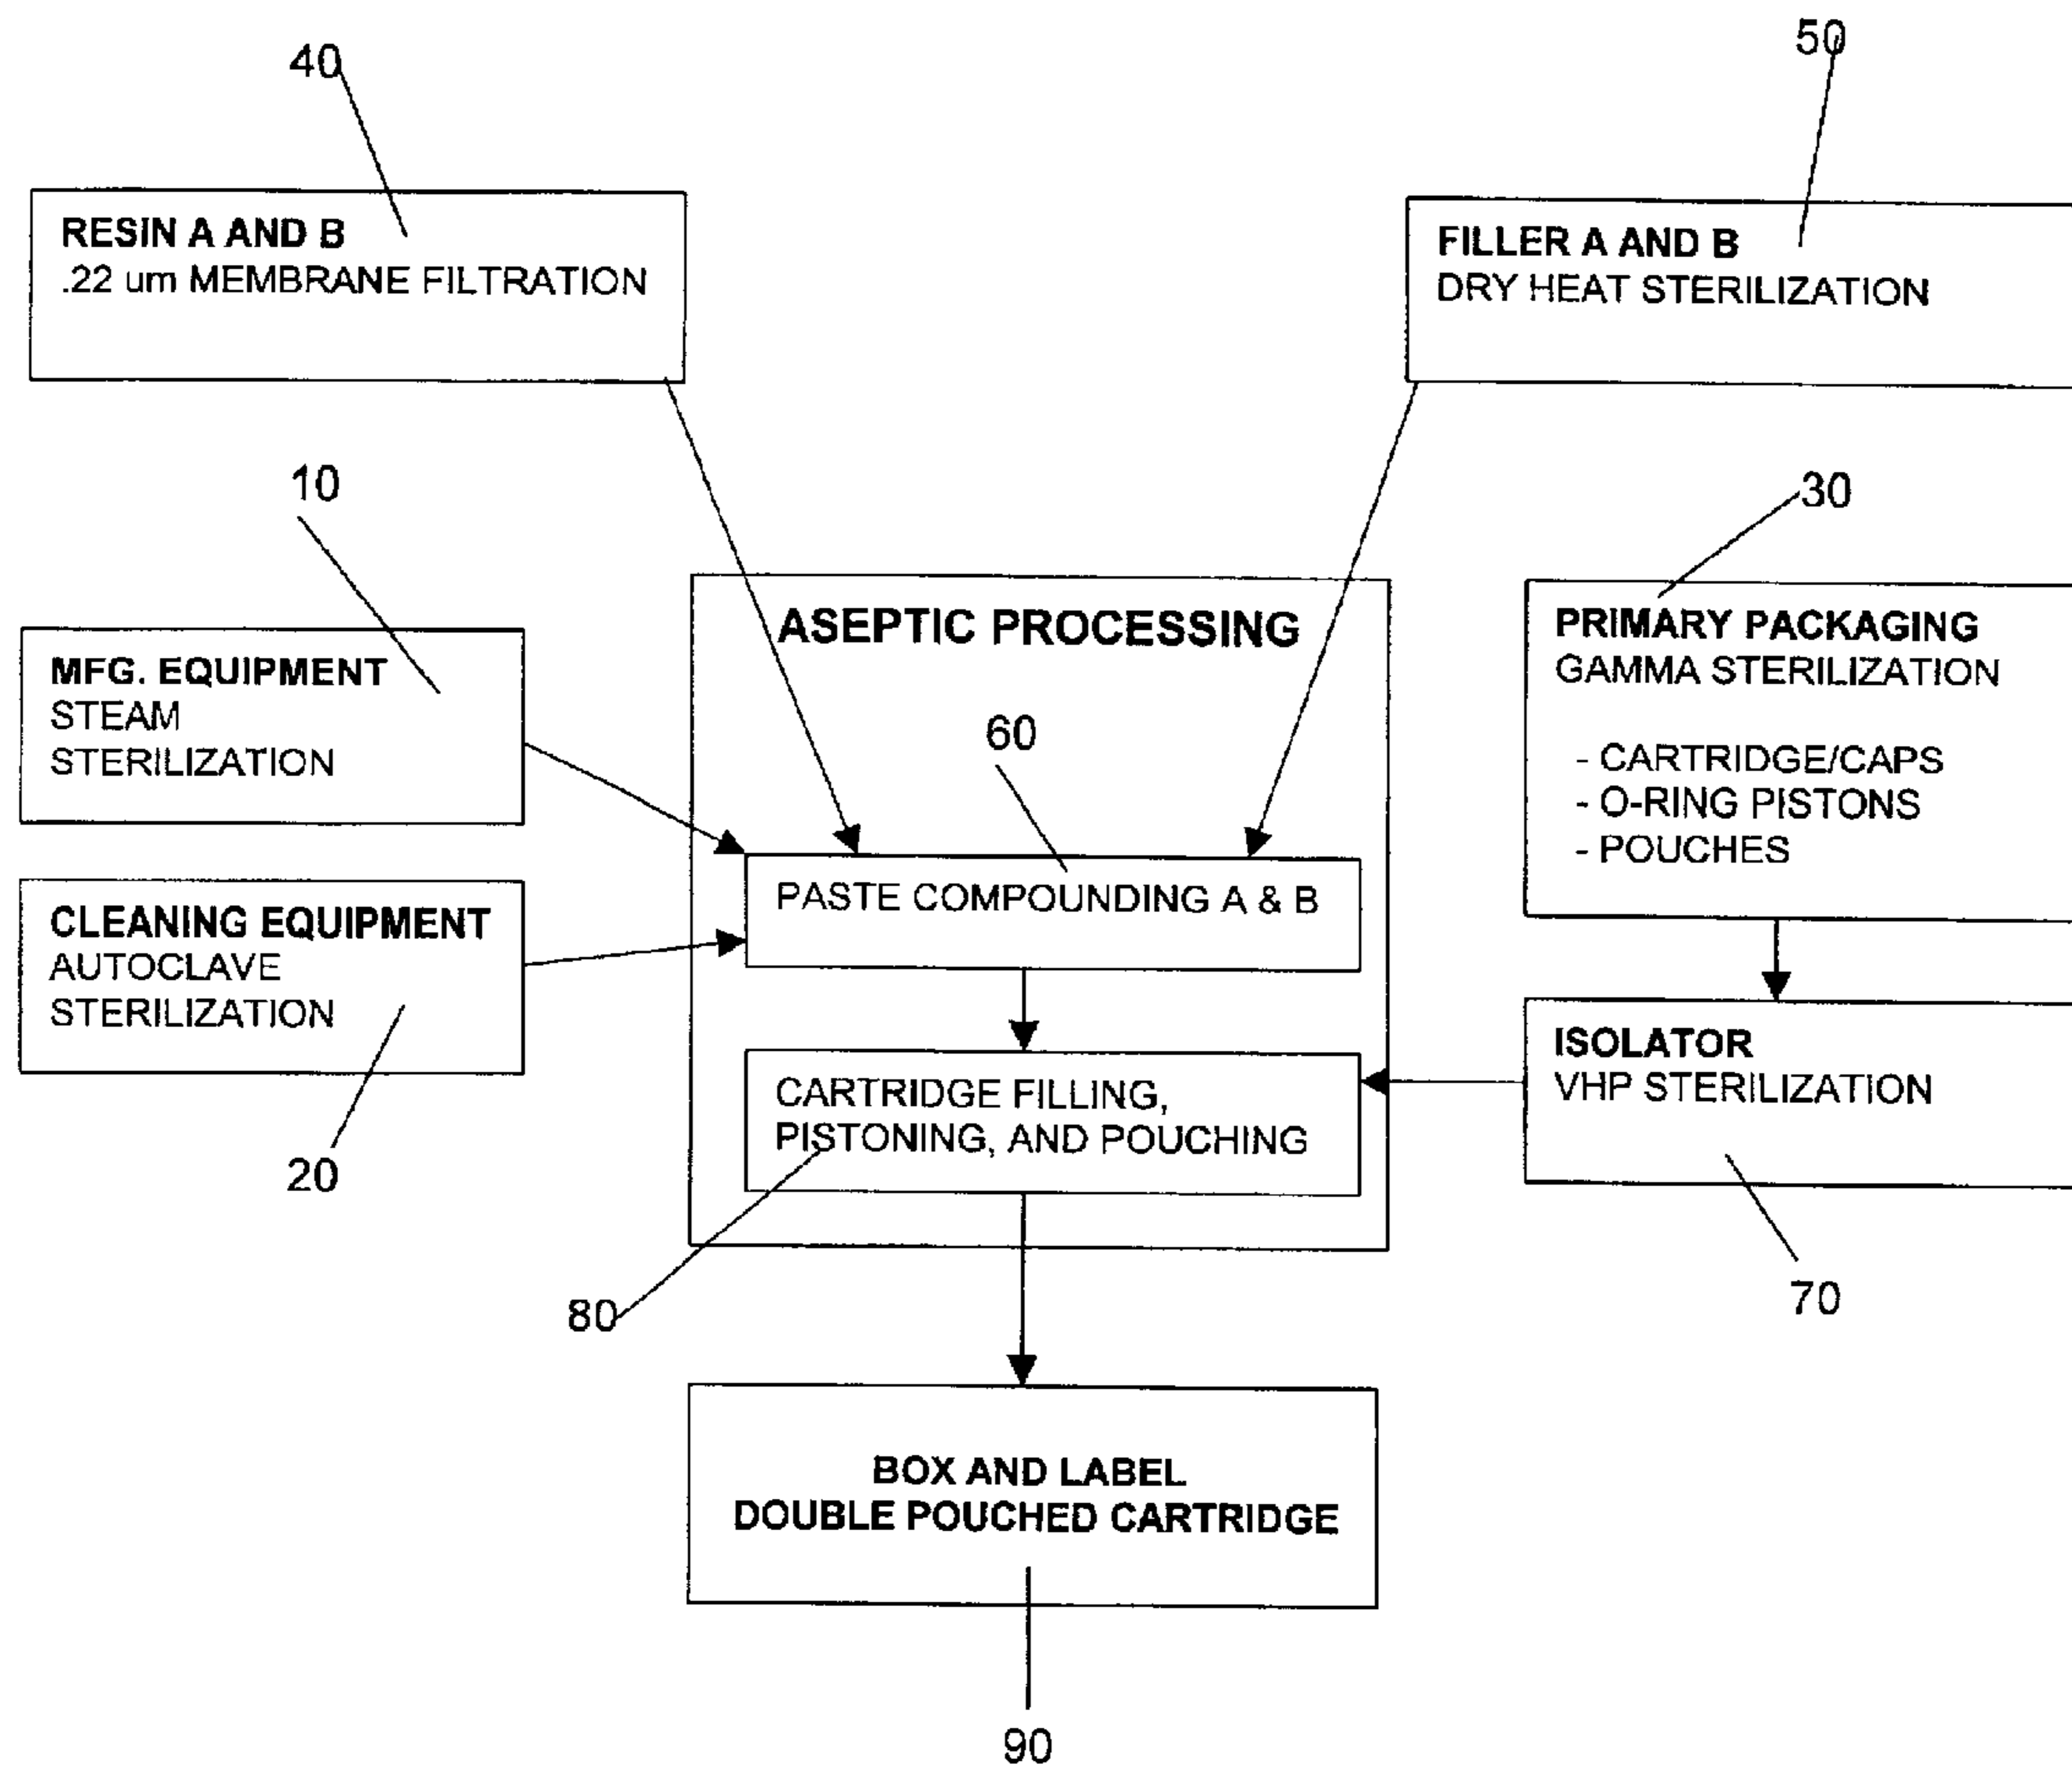 40
50
RESIN A AND B
.22 um MEMBRANE FILTRATION
FILLER A AND B
DRY HEAT STERILIZATION
10
30
MFG. EQUIPMENT
STEAM
STERILIZATION
ASEPTIC PROCESSING
PRIMARY PACKAGING
GAMMA STERILIZATION
- CARTRIDGE/CAPS
- O-RING PISTONS
- POUCHES
60
PASTE COMPOUNDING A & B
CLEANING EQUIPMENT
AUTOCLAVE
STERILIZATION
20
CARTRIDGE FILLING,
PISTONING, AND POUCHING
ISOLATOR
VHP STERILIZATION
80
70
BOX AND LABEL
DOUBLE POUCHED CARTRIDGE
90